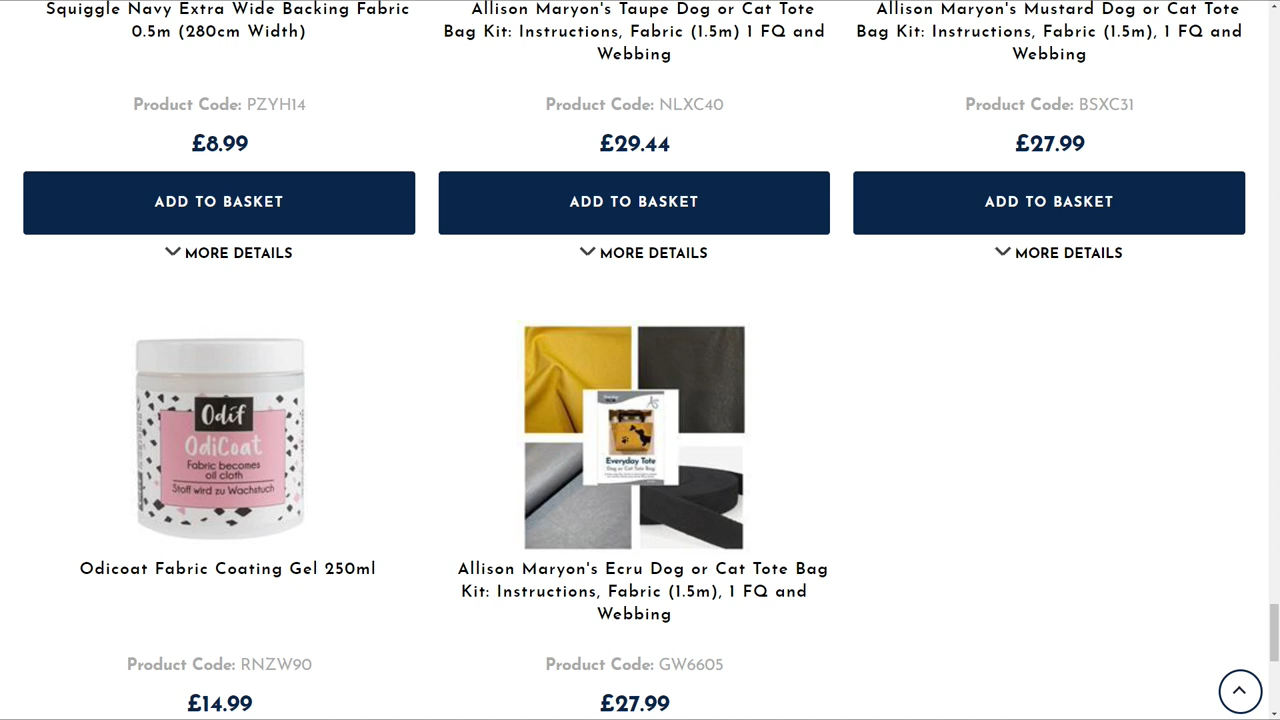 Squiggle Navy Extra Wide Backing Fabric
0.5m (280cm Width)
Product Code: PZYH14
£8.99
ADD TO BASKET
MORE DETAILS
Allison Maryon's Taupe Dog or Cat Tote
Bag Kit: Instructions, Fabric (1.5m) 1 FQ and
Webbing
Product Code: NLXC40
£29.44
ADD TO BASKET
MORE DETAILS
Allison Maryon's Mustard Dog or Cat Tote
Bag Kit: Instructions, Fabric (1.5m), 1 FQ and
Webbing
Product Code: BSXC31
£27.99
ADD TO BASKET
MORE DETAILS
Odif
OdiCoat
Fabric becomes
oil cloth
Stoff wird zu Wachstuch
Odicoat Fabric Coating Gel 250ml
Product Code: RNZW90
£14.99
Everyday Tote
Dog or Cat Tote Bag
Allison Maryon's Ecru Dog or Cat Tote Bag
Kit: Instructions, Fabric (1.5m), 1 FQ and
Webbing
Product Code: GW6605
£27.99